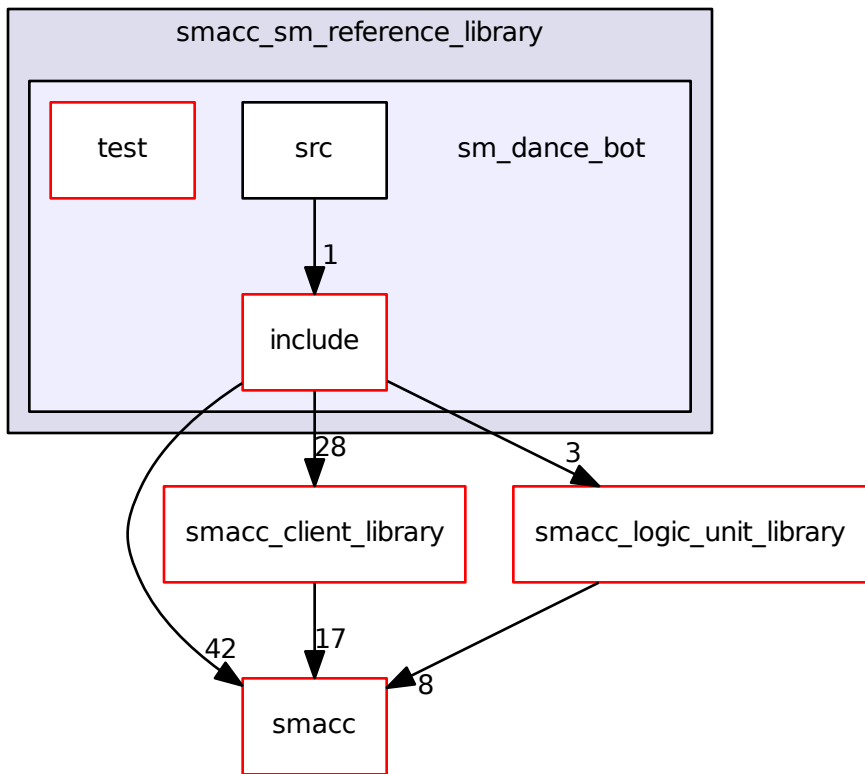 smacc_sm_reference_library
test
src
sm_dance_bot
1
include
28
3
smacc_client_library
smacc_logic_unit_library
42
17
8
smacc